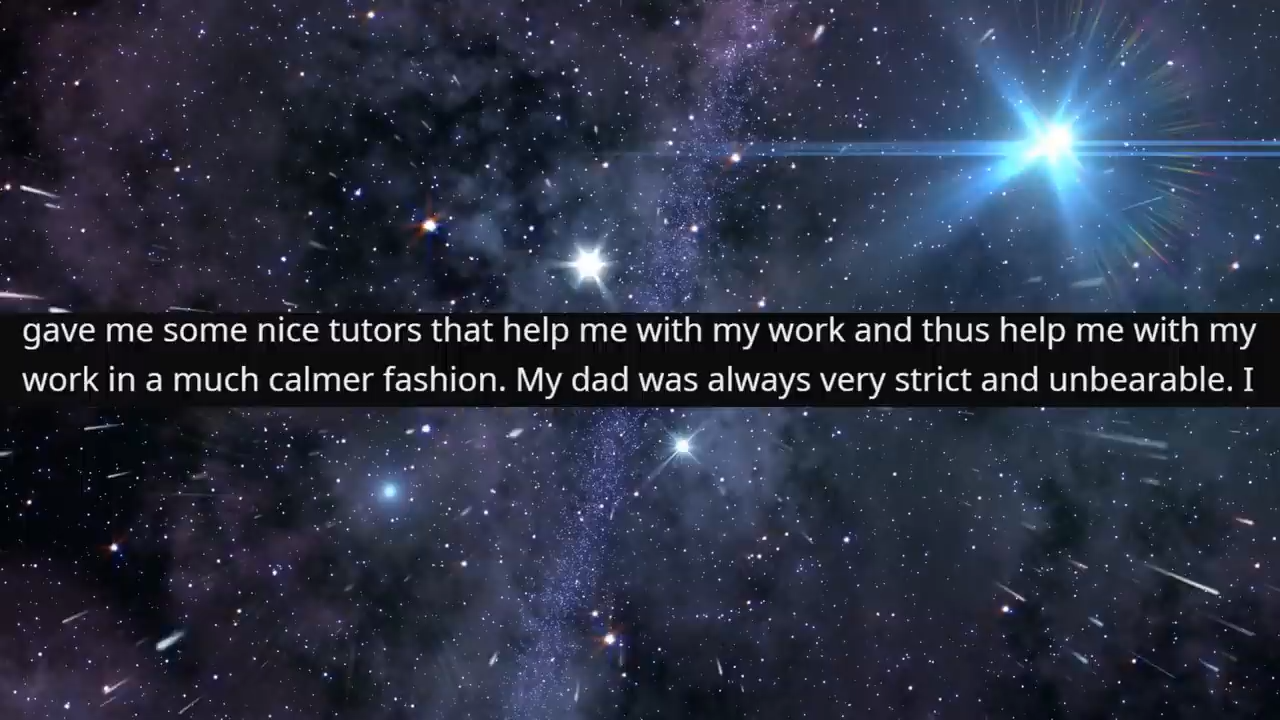 gave me some nice tutors that help me with my work and thus help me with my
work in a much calmer fashion. My dad was always very strict and unbearable. I